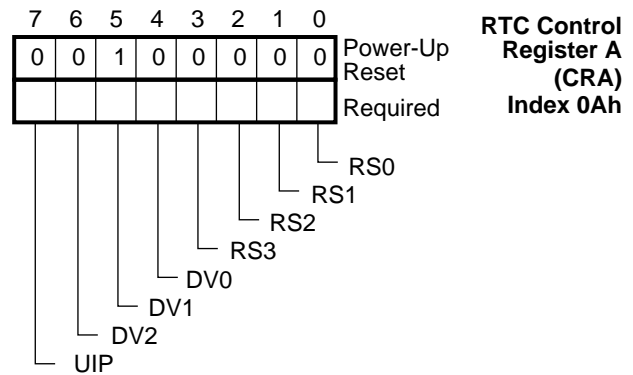 7 6 5 4 3 2 1 0
RTC Control
Register A
(CRA)
Index 0Ah
0 0 1 0 0 0 0 0 Power-Up
Reset
Required
RS0
RS1
RS2
RS3
DV0
DV1
DV2
UIP